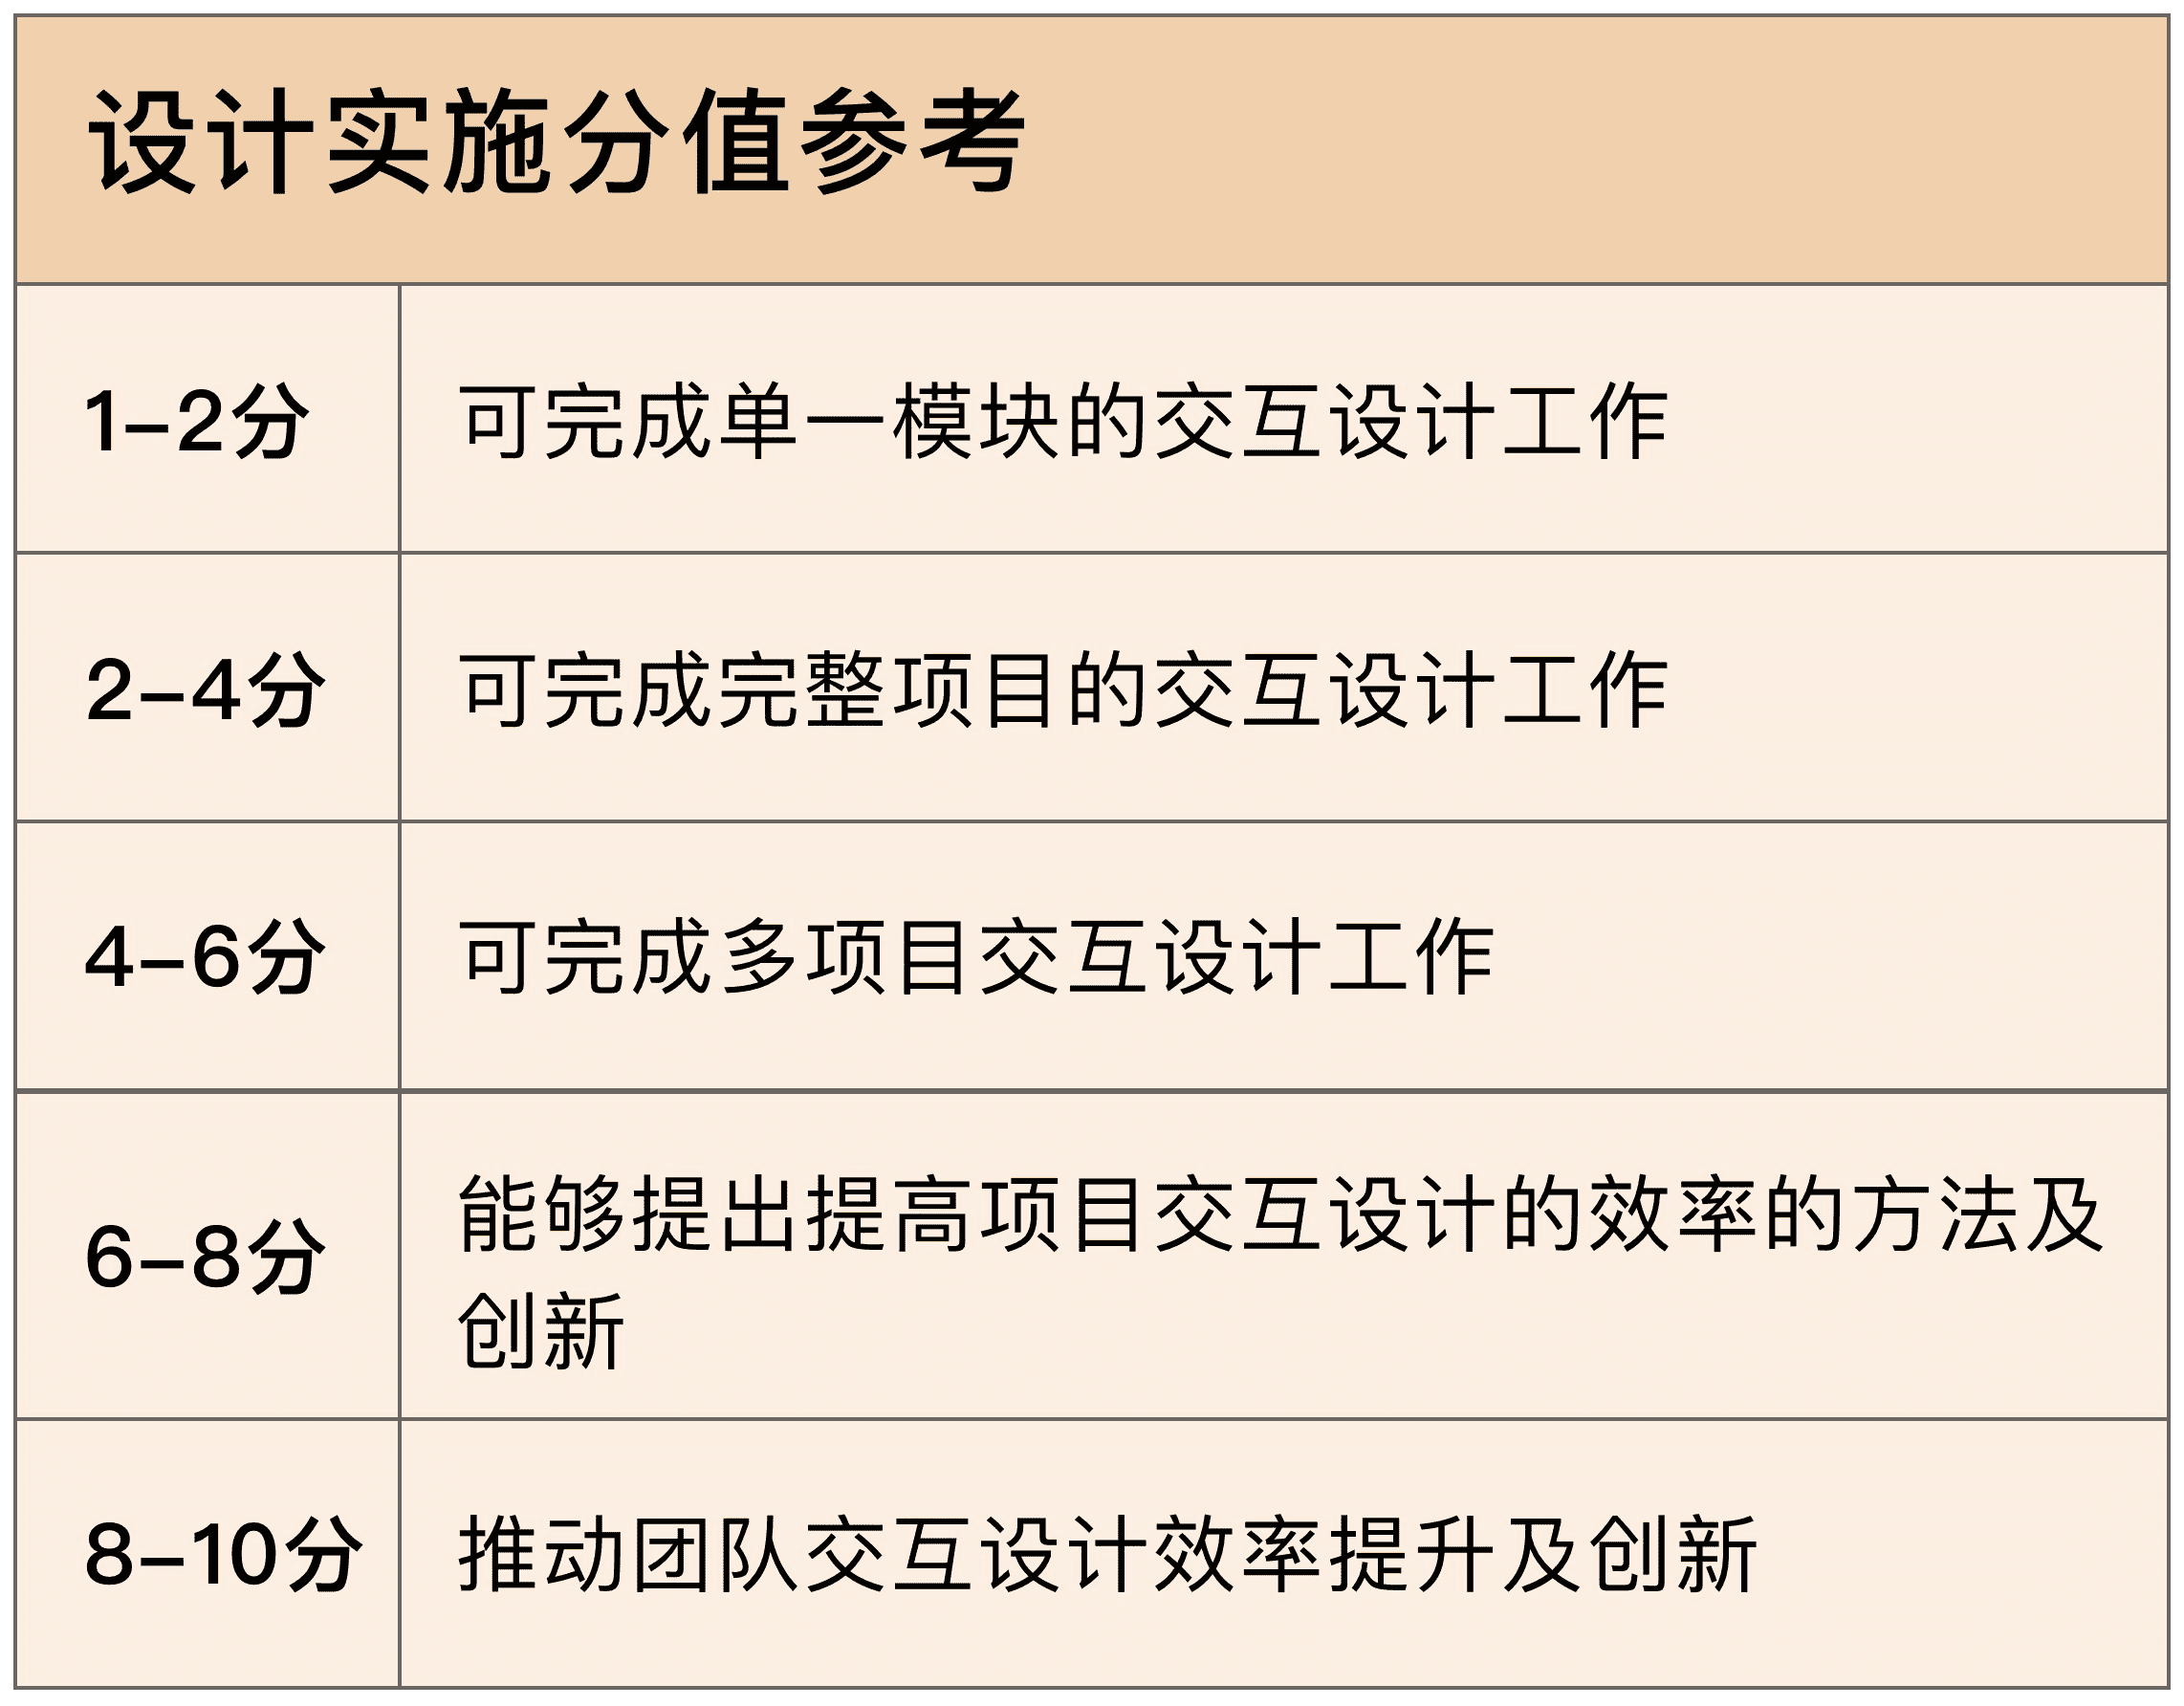 设计实施分值参考
1–2分 可完成单一模块的交互设计工作
2–4分 可完成完整项目的交互设计工作
4–6分 可完成多项目交互设计工作
6–8分 能够提出提高项目交互设计的效率的方法及
创新
8–10分 推动团队交互设计效率提升及创新